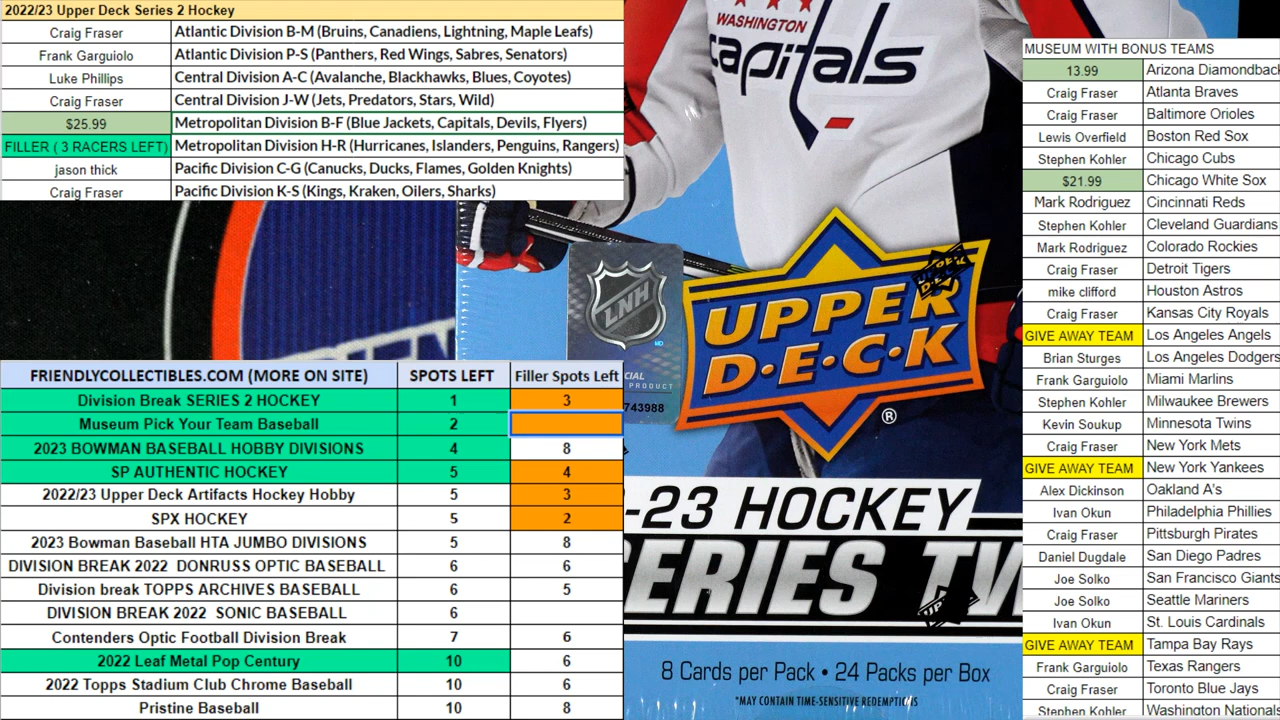 2022/23 Upper Deck Series 2 Hockey
Craig Fraser Atlantic Division B-M (Bruins, Canadiens, Lightning, Maple Leafs)
Frank Garguiolo Atlantic Division P-S (Panthers, Red Wings, Sabres, Senators)
Luke Phillips Central Division A-C (Avalanche, Blackhawks, Blues, Coyotes)
Craig Fraser Central Division J-W (Jets, Predators, Stars, Wild)
$25.99 Metropolitan Division B-F (Blue Jackets, Capitals, Devils, Flyers)
FILLER ( 3 RACERS LEFT) Metropolitan Division H-R (Hurricanes, Islanders, Penguins, Rangers)
jason thick Pacific Division C-G (Canucks, Ducks, Flames, Golden Knights)
Craig Fraser Pacific Division K-S (Kings, Kraken, Oilers, Sharks)
FRIENDLYCOLLECTIBLES.COM (MORE ON SITE) SPOTS LEFT Filler Spots Left
Division Break SERIES 2 HOCKEY 1 3
Museum Pick Your Team Baseball 2
2023 BOWMAN BASEBALL HOBBY DIVISIONS 4 8
SP AUTHENTIC HOCKEY 5 4
2022/23 Upper Deck Artifacts Hockey Hobby 5 3
SPX HOCKEY 5 2
2023 Bowman Baseball HTA JUMBO DIVISIONS 5 8
DIVISION BREAK 2022 DONRUSS OPTIC BASEBALL 6 6
Division break TOPPS ARCHIVES BASEBALL 6 5
DIVISION BREAK 2022 SONIC BASEBALL 6
Contenders Optic Football Division Break 7 6
2022 Leaf Metal Pop Century 10 6
2022 Topps Stadium Club Chrome Baseball 10 6
Pristine Baseball 10 8
WASHINGTON
capitals
LNH
MD
CIAL
PRODUCT
743988
UPPER
D•E•C•K
®
-23 HOCKEY
ERIES TW
8 Cards per Pack • 24 Packs per Box
*MAY CONTAIN TIME-SENSITIVE REDEMPTIONS
MUSEUM WITH BONUS TEAMS
13.99 Arizona Diamondback
Craig Fraser Atlanta Braves
Craig Fraser Baltimore Orioles
Lewis Overfield Boston Red Sox
Stephen Kohler Chicago Cubs
$21.99 Chicago White Sox
Mark Rodriguez Cincinnati Reds
Stephen Kohler Cleveland Guardians
Mark Rodriguez Colorado Rockies
Craig Fraser Detroit Tigers
mike clifford Houston Astros
Craig Fraser Kansas City Royals
GIVE AWAY TEAM Los Angeles Angels
Brian Sturges Los Angeles Dodgers
Frank Garguiolo Miami Marlins
Stephen Kohler Milwaukee Brewers
Kevin Soukup Minnesota Twins
Craig Fraser New York Mets
GIVE AWAY TEAM New York Yankees
Alex Dickinson Oakland A's
Ivan Okun Philadelphia Phillies
Craig Fraser Pittsburgh Pirates
Daniel Dugdale San Diego Padres
Joe Solko San Francisco Giants
Joe Solko Seattle Mariners
Ivan Okun St. Louis Cardinals
GIVE AWAY TEAM Tampa Bay Rays
Frank Garguiolo Texas Rangers
Craig Fraser Toronto Blue Jays
Stephen Kohler Washington Nationals